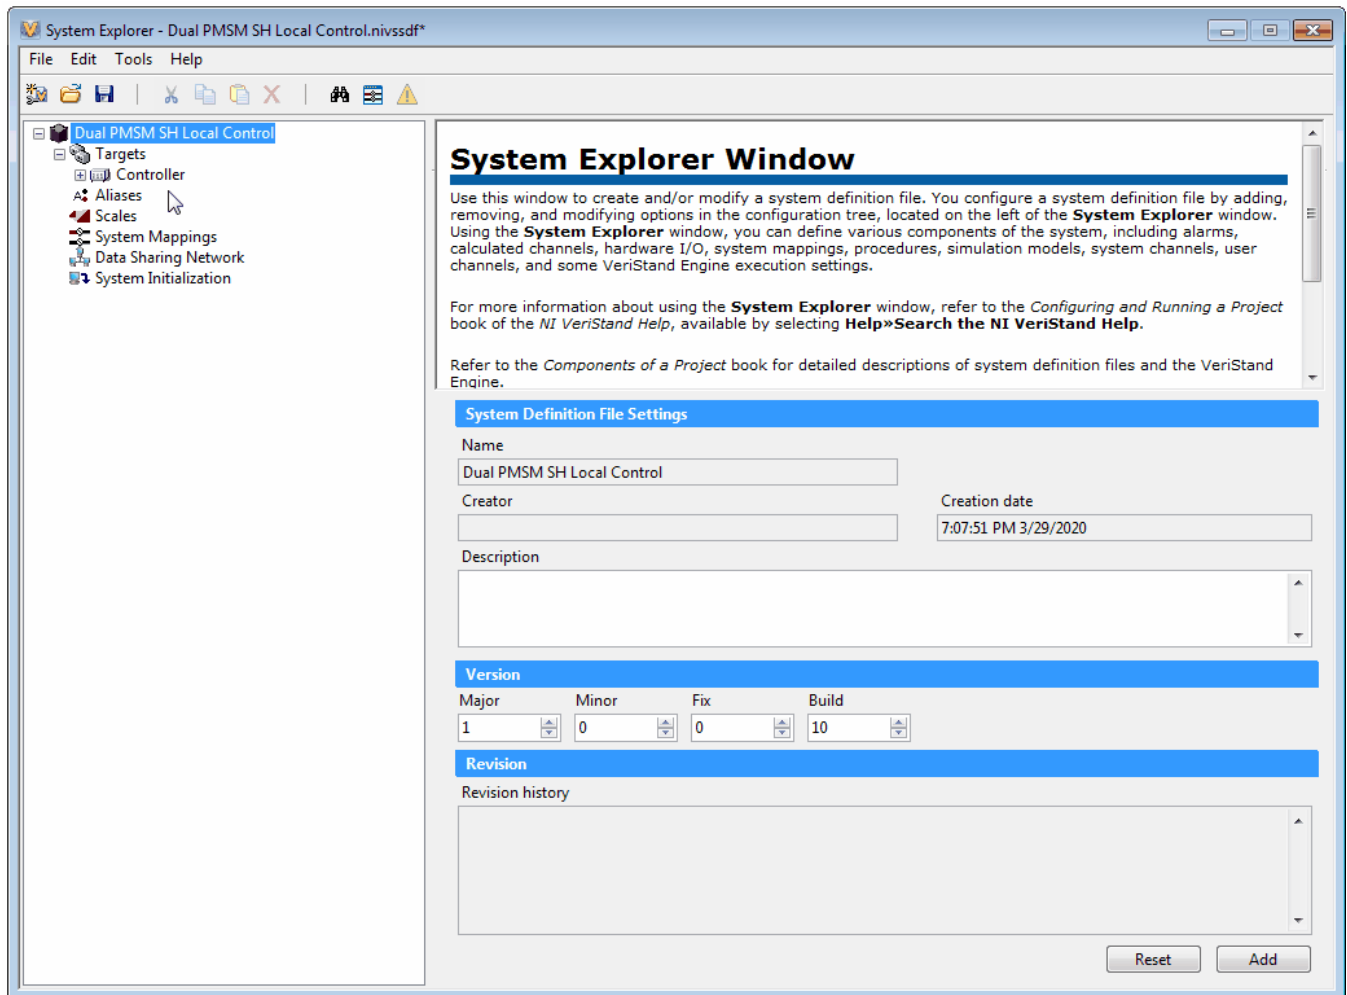 System Explorer - Dual PMSM SH Local Control.nivssdf*
File Edit Tools Help
Dual PMSM SH Local Control
Targets
Controller
Aliases
Scales
System Mappings
Data Sharing Network
System Initialization
System Explorer Window
Use this window to create and/or modify a system definition file. You configure a system definition file by adding,
removing, and modifying options in the configuration tree, located on the left of the System Explorer window.
Using the System Explorer window, you can define various components of the system, including alarms,
calculated channels, hardware I/O, system mappings, procedures, simulation models, system channels, user
channels, and some VeriStand Engine execution settings.
For more information about using the System Explorer window, refer to the Configuring and Running a Project
book of the NI VeriStand Help, available by selecting Help»Search the NI VeriStand Help.
Refer to the Components of a Project book for detailed descriptions of system definition files and the VeriStand
Engine.
System Definition File Settings
Name
Dual PMSM SH Local Control
Creator Creation date
7:07:51 PM 3/29/2020
Description
Version
Major Minor Fix Build
1 0 0 10
Revision
Revision history
Reset Add